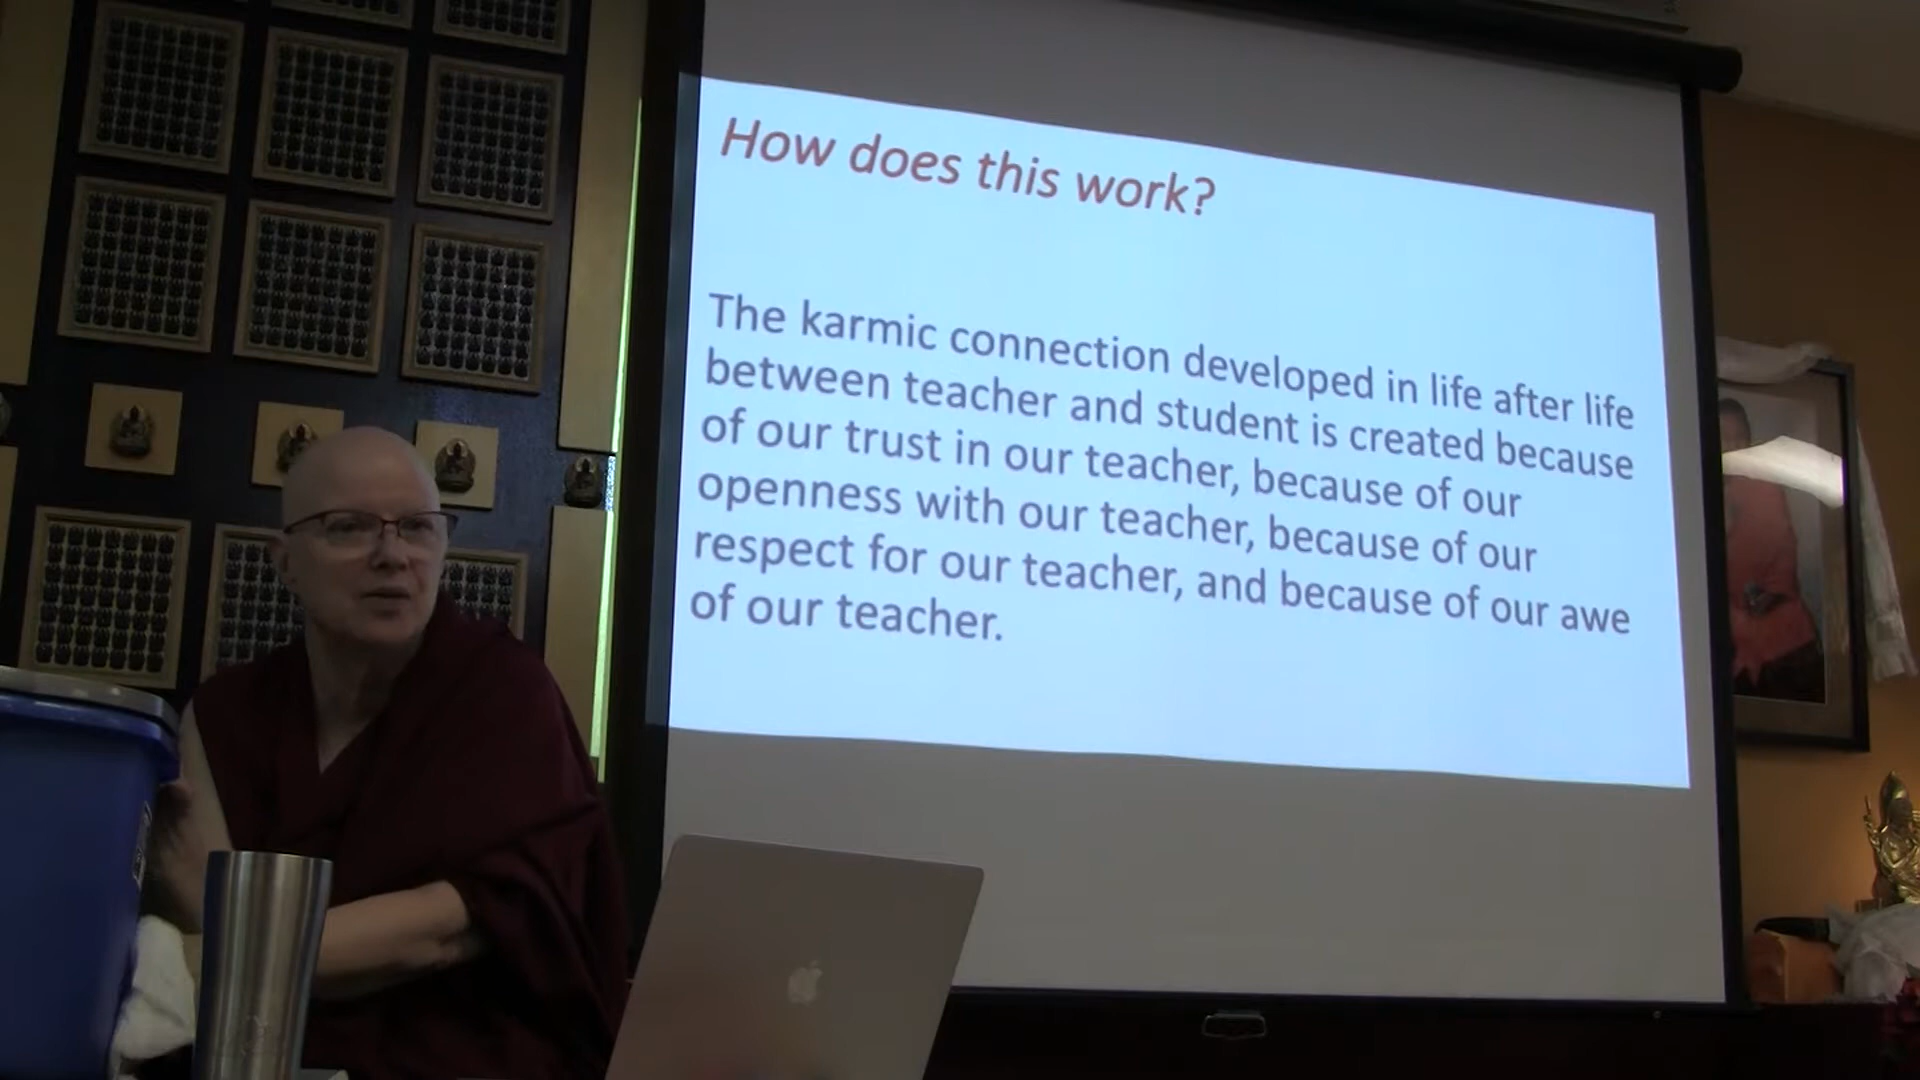 How does this work?
The karmic connection developed in life after life
between teacher and student is created because
of our trust in our teacher, because of our
openness with our teacher, because of our
respect for our teacher, and because of our awe
of our teacher.